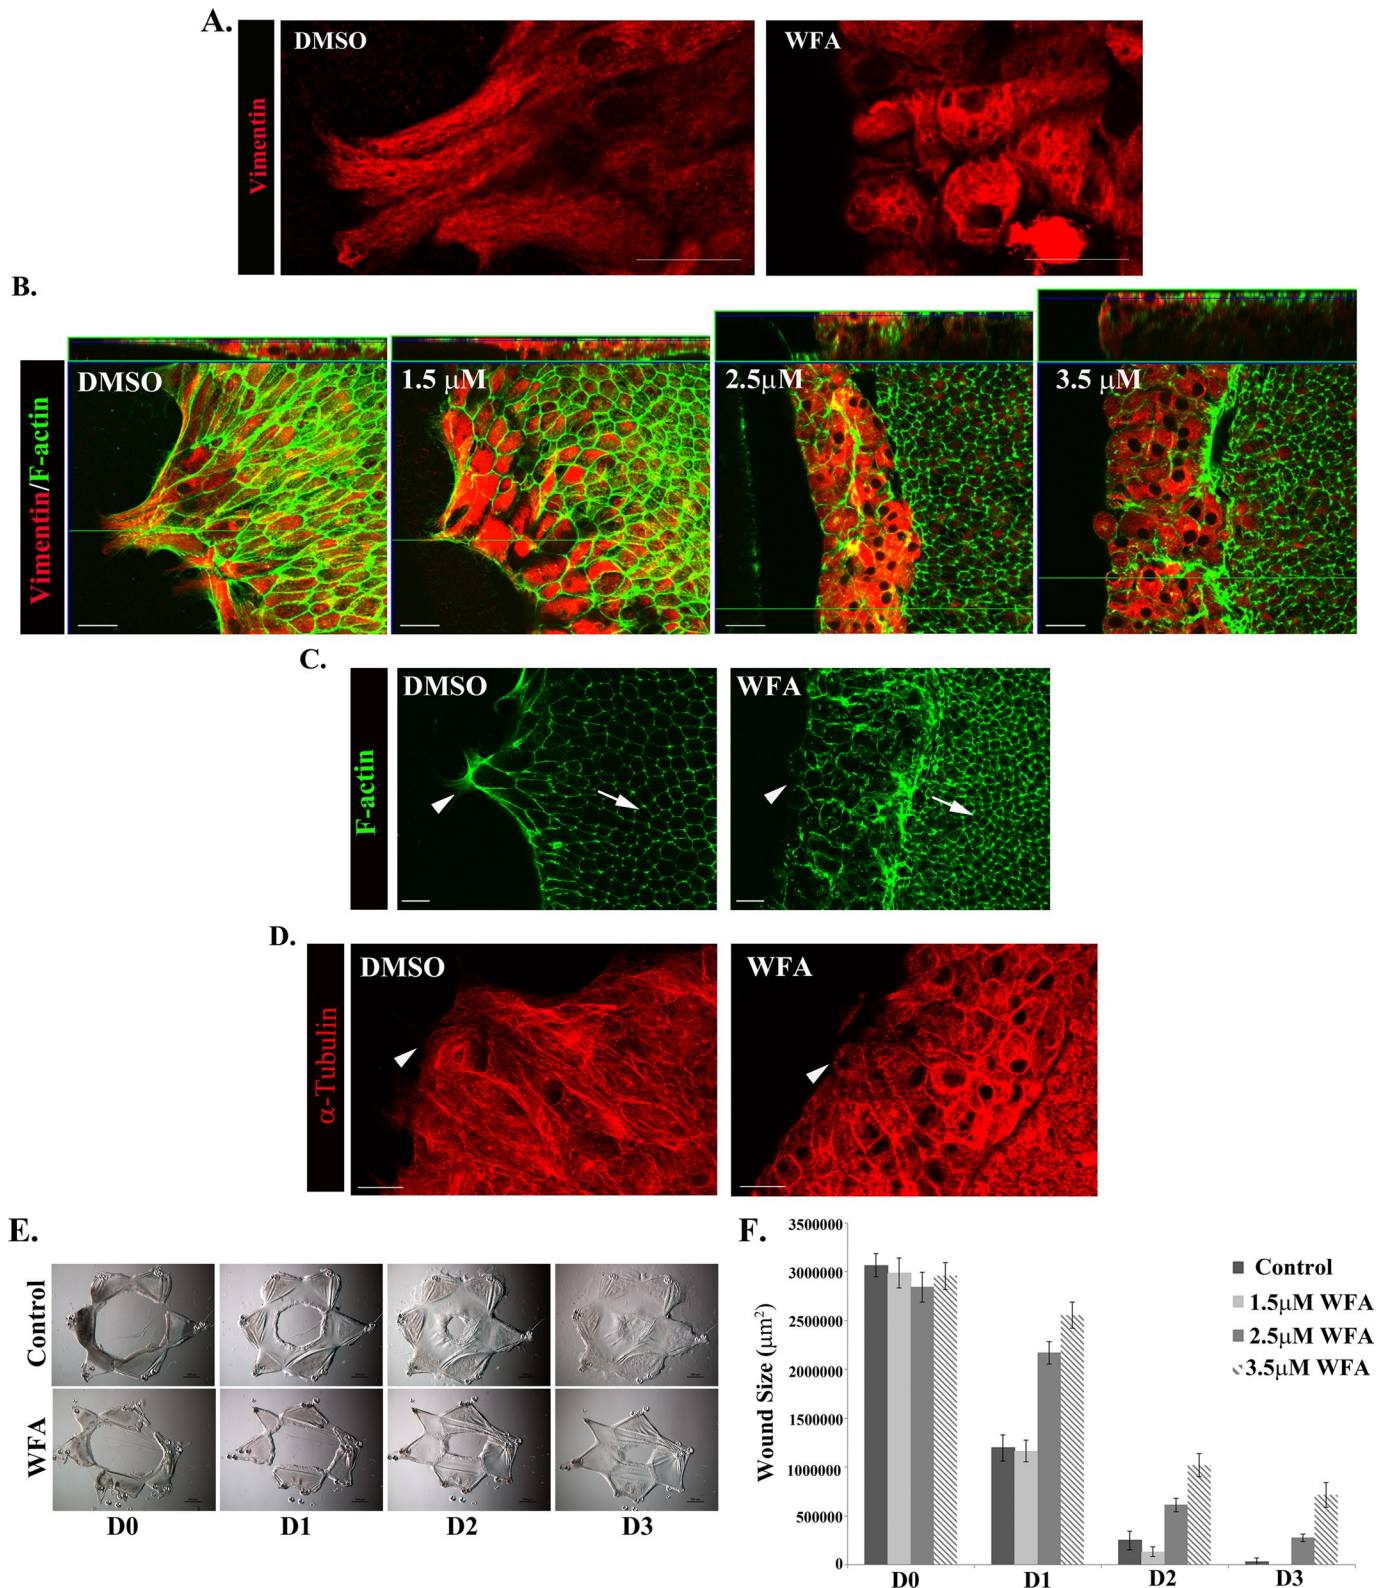 A.
Vimentin
DMSO
WFA
B.
Vimentin/F-actin
DMSO
1.5 μM
2.5μM
3.5 μM
C.
F-actin
DMSO
WFA
D.
α-Tubulin
DMSO
WFA
E.
Control
WFA
D0
D1
D2
D3
F.
Wound Size (μm²)
3500000
3000000
2500000
2000000
1500000
1000000
500000
0
D0
D1
D2
D3
Control
1.5μM WFA
2.5μM WFA
3.5μM WFA